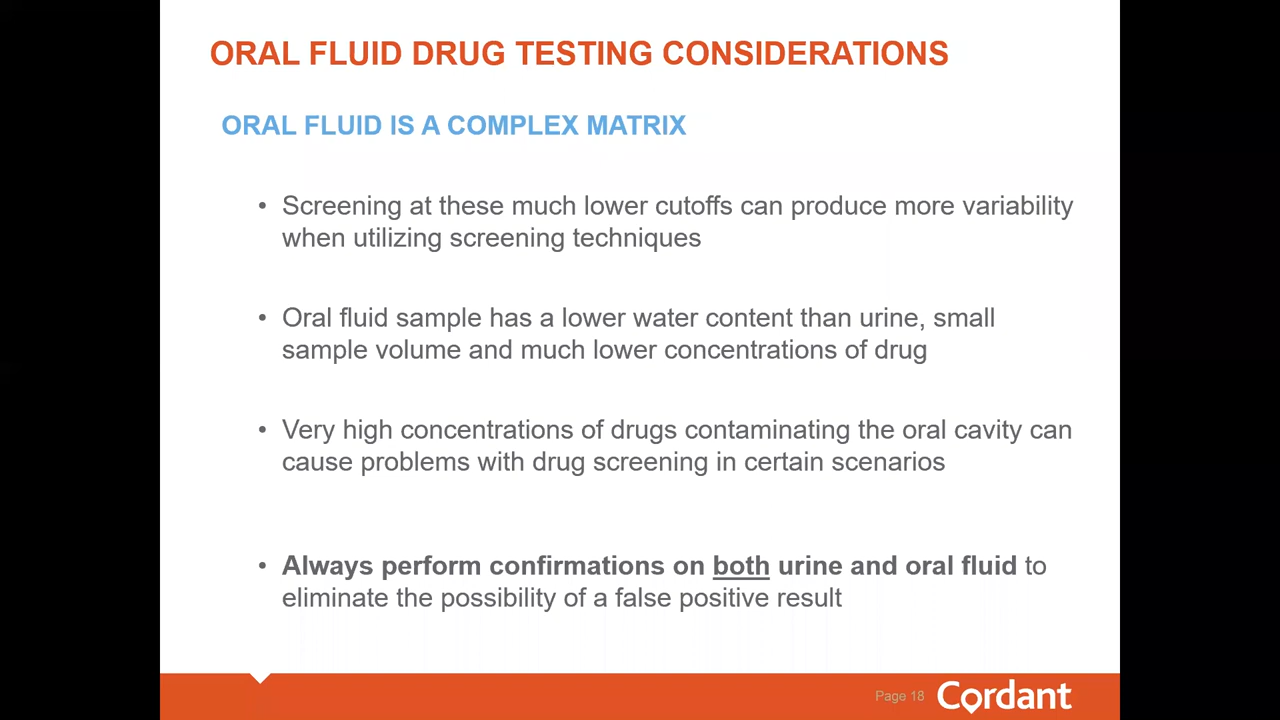 ORAL FLUID DRUG TESTING CONSIDERATIONS
ORAL FLUID IS A COMPLEX MATRIX
• Screening at these much lower cutoffs can produce more variability
when utilizing screening techniques
• Oral fluid sample has a lower water content than urine, small
sample volume and much lower concentrations of drug
• Very high concentrations of drugs contaminating the oral cavity can
cause problems with drug screening in certain scenarios
• Always perform confirmations on both urine and oral fluid to
eliminate the possibility of a false positive result
Page 18 Cordant